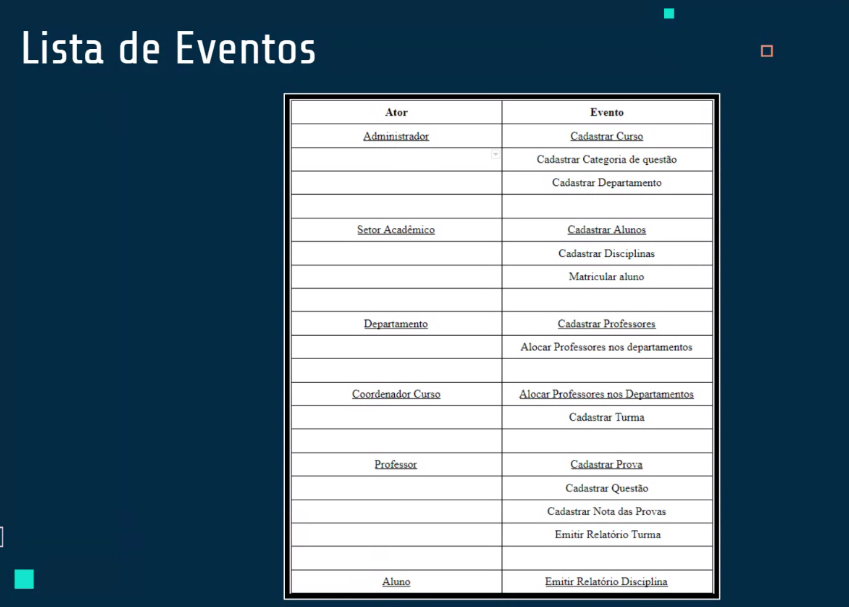 Lista de Eventos
Ator Evento
Administrador Cadastrar Curso
Cadastrar Categoria de questão
Cadastrar Departamento
Setor Acadêmico Cadastrar Alunos
Cadastrar Disciplinas
Matricular aluno
Departamento Cadastrar Professores
Alocar Professores nos departamentos
Coordenador Curso Alocar Professores nos Departamentos
Cadastrar Turma
Professor Cadastrar Prova
Cadastrar Questão
Cadastrar Nota das Provas
Emitir Relatório Turma
Aluno Emitir Relatório Disciplina